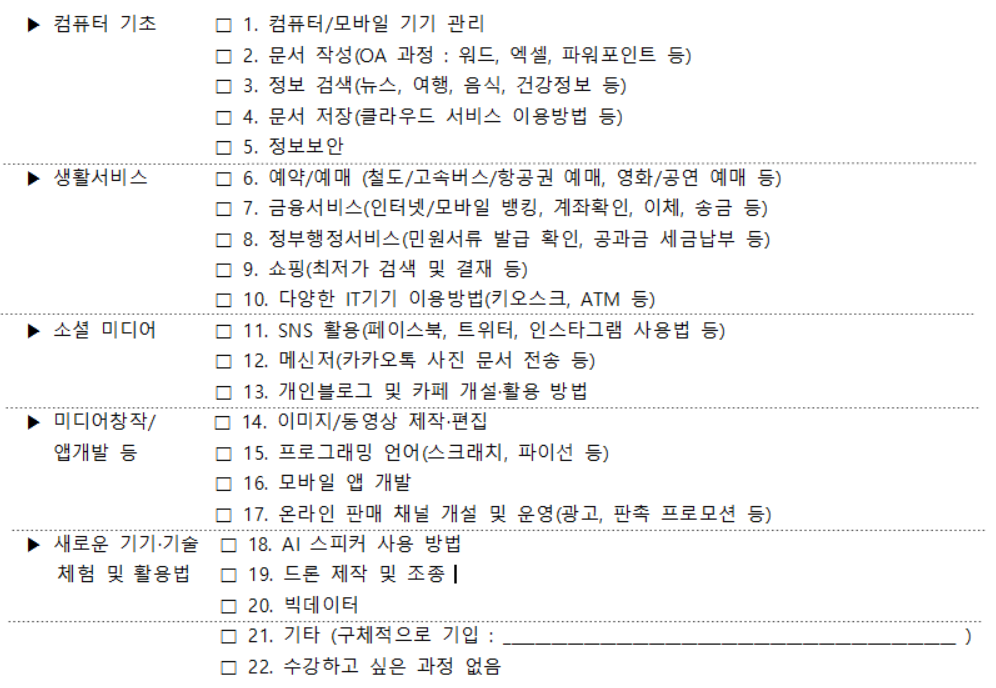 ▶ 컴퓨터 기초 □ 1. 컴퓨터/모바일 기기 관리
□ 2. 문서 작성(OA 과정 : 워드, 엑셀, 파워포인트 등)
□ 3. 정보 검색(뉴스, 여행, 음식, 건강정보 등)
□ 4. 문서 저장(클라우드 서비스 이용방법 등)
□ 5. 정보보안
▶ 생활서비스 □ 6. 예약/예매 (철도/고속버스/항공권 예매, 영화/공연 예매 등)
□ 7. 금융서비스(인터넷/모바일 뱅킹, 계좌확인, 이체, 송금 등)
□ 8. 정부행정서비스(민원서류 발급 확인, 공과금 세금납부 등)
□ 9. 쇼핑(최저가 검색 및 결재 등)
□ 10. 다양한 IT기기 이용방법(키오스크, ATM 등)
▶ 소셜 미디어 □ 11. SNS 활용(페이스북, 트위터, 인스타그램 사용법 등)
□ 12. 메신저(카카오톡 사진 문서 전송 등)
□ 13. 개인블로그 및 카페 개설·활용 방법
▶ 미디어창작/ □ 14. 이미지/동영상 제작·편집
앱개발 등 □ 15. 프로그래밍 언어(스크래치, 파이선 등)
□ 16. 모바일 앱 개발
□ 17. 온라인 판매 채널 개설 및 운영(광고, 판촉 프로모션 등)
▶ 새로운 기기·기술 □ 18. AI 스피커 사용 방법
체험 및 활용법 □ 19. 드론 제작 및 조종
□ 20. 빅데이터
□ 21. 기타 (구체적으로 기입 : ______________________________ )
□ 22. 수강하고 싶은 과정 없음